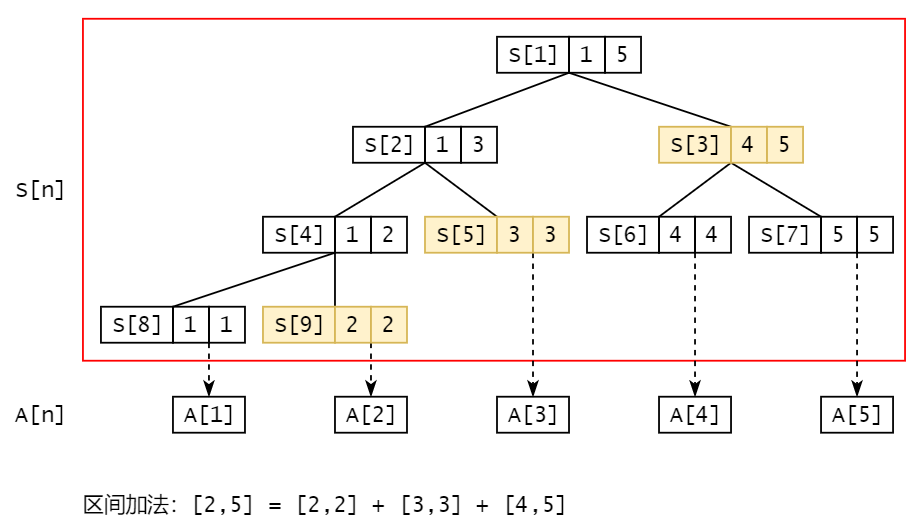 S[1] 1 5
S[2] 1 3 S[3] 4 5
S[n]
S[4] 1 2 S[5] 3 3 S[6] 4 4 S[7] 5 5
S[8] 1 1 S[9] 2 2
A[n] A[1] A[2] A[3] A[4] A[5]
区间加法：[2,5] = [2,2] + [3,3] + [4,5]